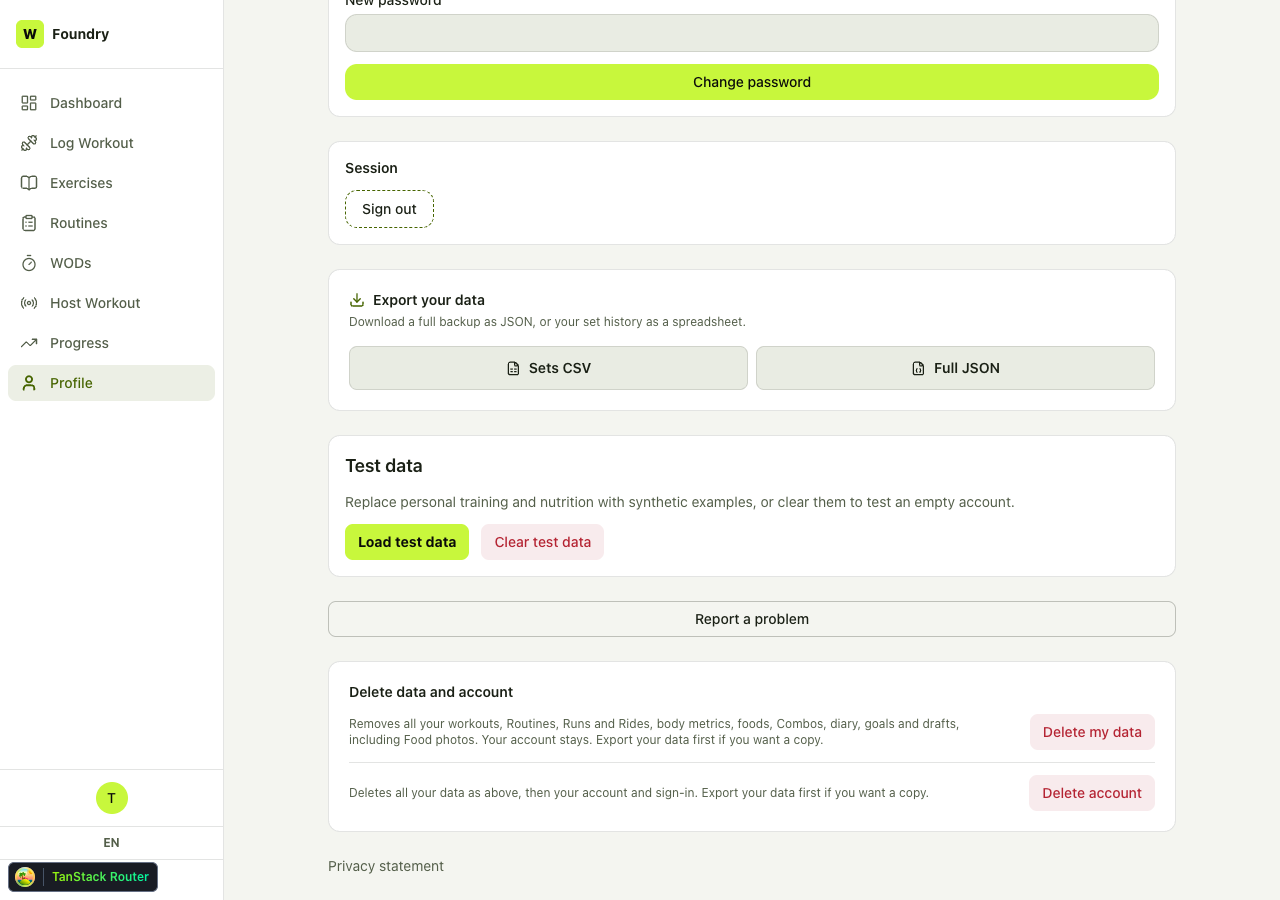 W Foundry
Dashboard
Log Workout
Exercises
Routines
WODs
Host Workout
Progress
Profile
T
EN
TanStack Router
New password
Change password
Session
Sign out
Export your data
Download a full backup as JSON, or your set history as a spreadsheet.
Sets CSV
Full JSON
Test data
Replace personal training and nutrition with synthetic examples, or clear them to test an empty account.
Load test data
Clear test data
Report a problem
Delete data and account
Removes all your workouts, Routines, Runs and Rides, body metrics, foods, Combos, diary, goals and drafts,
including Food photos. Your account stays. Export your data first if you want a copy.
Delete my data
Deletes all your data as above, then your account and sign-in. Export your data first if you want a copy.
Delete account
Privacy statement